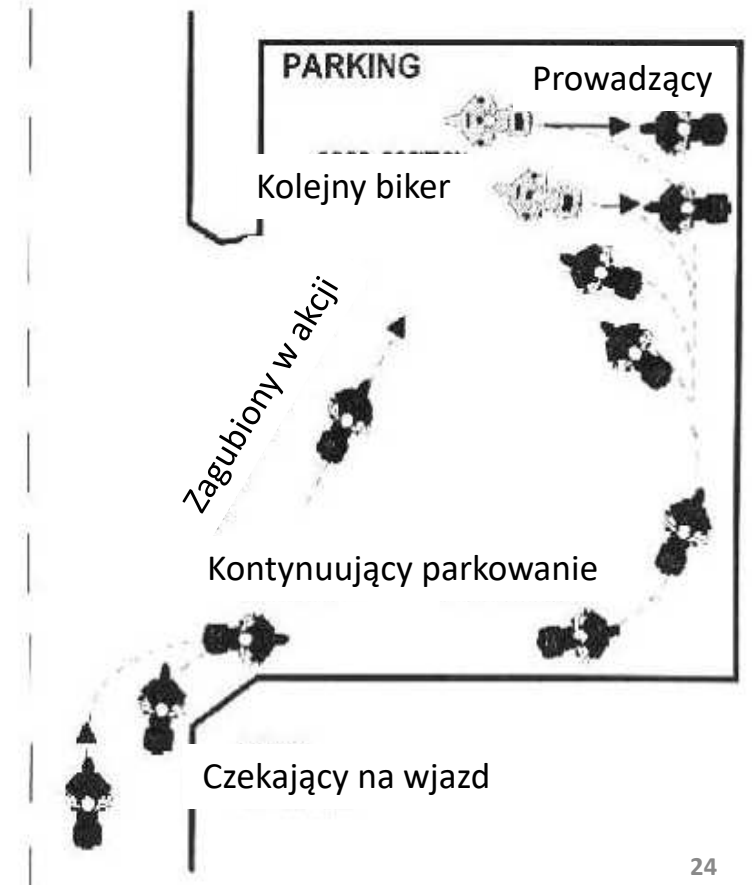 PARKING
Prowadzący
Kolejny biker
Zagubiony w akcji
Kontynuujący parkowanie
Czekający na wjazd
24